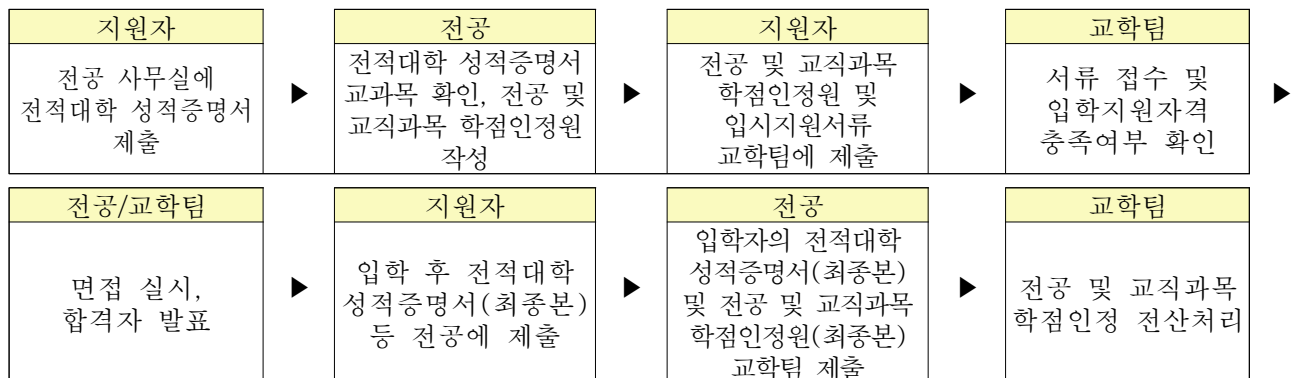 지원자
전공 사무실에
전적대학 성적증명서
제출
▶
전공
전적대학 성적증명서
교과목 확인, 전공 및
교직과목 학점인정원
작성
▶
지원자
전공 및 교직과목
학점인정원 및
입시지원서류
교학팀에 제출
▶
교학팀
서류 접수 및
입학지원자격
충족여부 확인
▶
전공/교학팀
면접 실시,
합격자 발표
▶
지원자
입학 후 전적대학
성적증명서(최종본)
등 전공에 제출
▶
전공
입학자의 전적대학
성적증명서(최종본)
및 전공 및 교직과목
학점인정원(최종본)
교학팀 제출
▶
교학팀
전공 및 교직과목
학점인정 전산처리